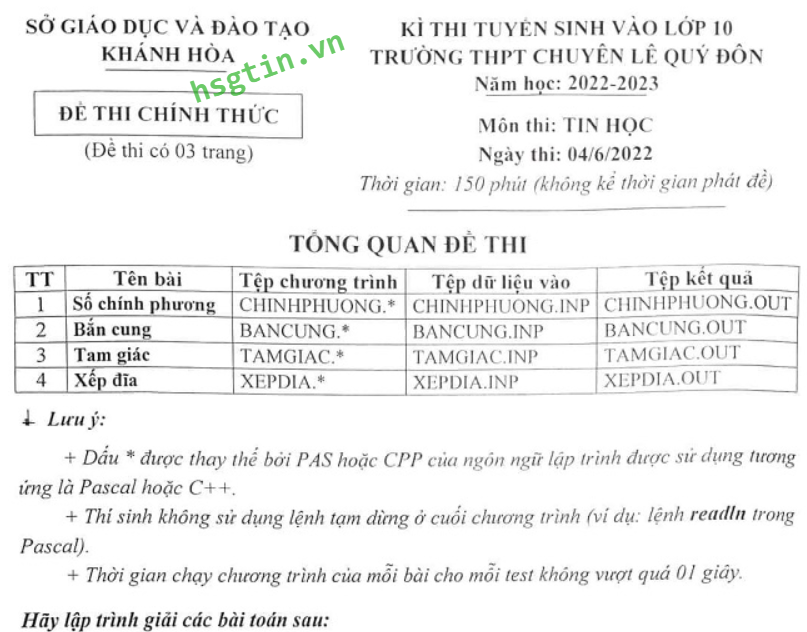 SỞ GIÁO DỤC VÀ ĐÀO TẠO
KHÁNH HÒA
ĐỀ THI CHÍNH THỨC
(Đề thi có 03 trang)
hsgtin.vn
KÌ THI TUYỂN SINH VÀO LỚP 10
TRƯỜNG THPT CHUYÊN LÊ QUÝ ĐÔN
Năm học: 2022-2023
Môn thi: TIN HỌC
Ngày thi: 04/6/2022
Thời gian: 150 phút (không kể thời gian phát đề)
TỔNG QUAN ĐỀ THI
TT Tên bài Tệp chương trình Tệp dữ liệu vào Tệp kết quả
1 Số chính phương CHINHPHUONG.* CHINHPHUONG.INP CHINHPHUONG.OUT
2 Bắn cung BANCUNG.* BANCUNG.INP BANCUNG.OUT
3 Tam giác TAMGIAC.* TAMGIAC.INP TAMGIAC.OUT
4 Xếp đĩa XEPDIA.* XEPDIA.INP XEPDIA.OUT
Lưu ý:
+ Dấu * được thay thế bởi PAS hoặc CPP của ngôn ngữ lập trình được sử dụng tương
ứng là Pascal hoặc C++.
+ Thí sinh không sử dụng lệnh tạm dừng ở cuối chương trình (ví dụ: lệnh readln trong
Pascal).
+ Thời gian chạy chương trình của mỗi bài cho mỗi test không vượt quá 01 giây.
Hãy lập trình giải các bài toán sau: